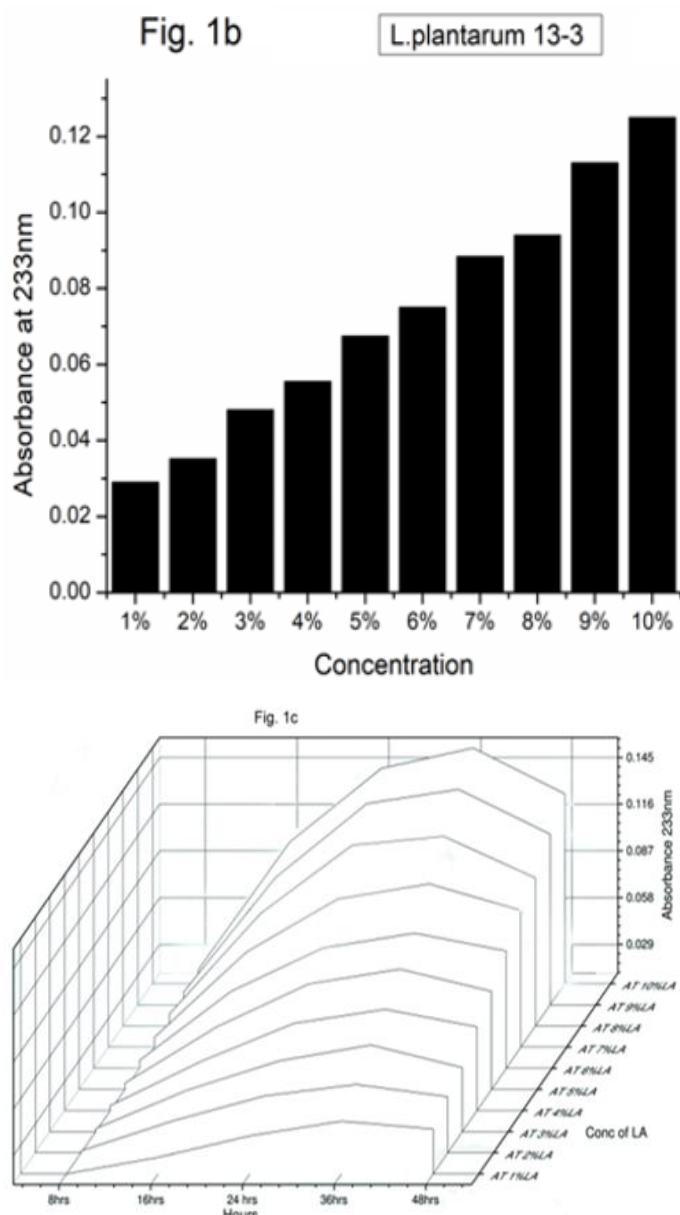 Fig. 1b
L.plantarum 13-3
Absorbance at 233nm
0.12
0.10
0.08
0.06
0.04
0.02
0.00
1% 2% 3% 4% 5% 6% 7% 8% 9% 10%
Concentration
Fig. 1c
0.145
0.116
0.087
0.058
0.029
Absorbance 233nm
AT 10%LA
AT 9%LA
AT 8%LA
AT 7%LA
AT 6%LA
AT 5%LA
AT 4%LA
AT 3%LA
AT 2%LA
AT 1%LA
Conc of LA
8hrs 16hrs 24 hrs 36hrs 48hrs
Hours